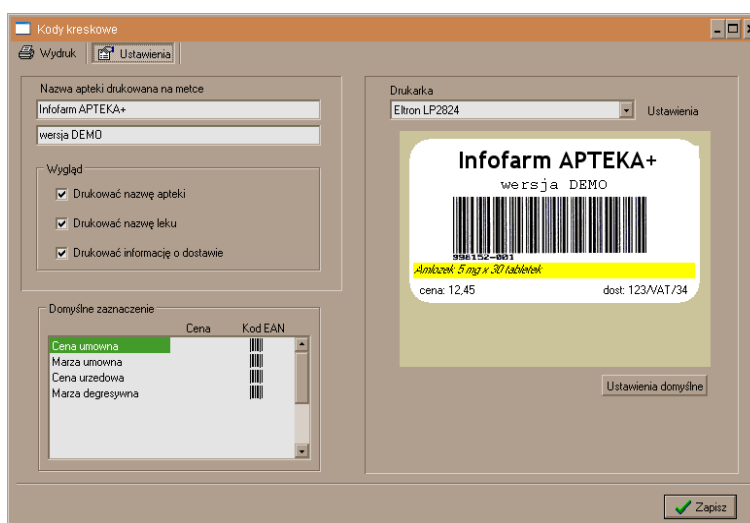 Kody kreskowe
Wydruk Ustawienia
Nazwa apteki drukowana na metce
Infofarm APTEKA+
wersja DEMO
Wygląd
Drukować nazwę apteki
Drukować nazwę leku
Drukować informację o dostawie
Domyślne zaznaczenie
Cena Kod EAN
Cena umowna
Marza umowna
Cena urzedowa
Marza degresywna
Drukarka
Eltron LP2824 Ustawienia
Infofarm APTEKA+
wersja DEMO
998152-001
Amlozek 5 mg x 30 tabletek
cena: 12,45 dost: 123/VAT/34
Ustawienia domyślne
Zapisz